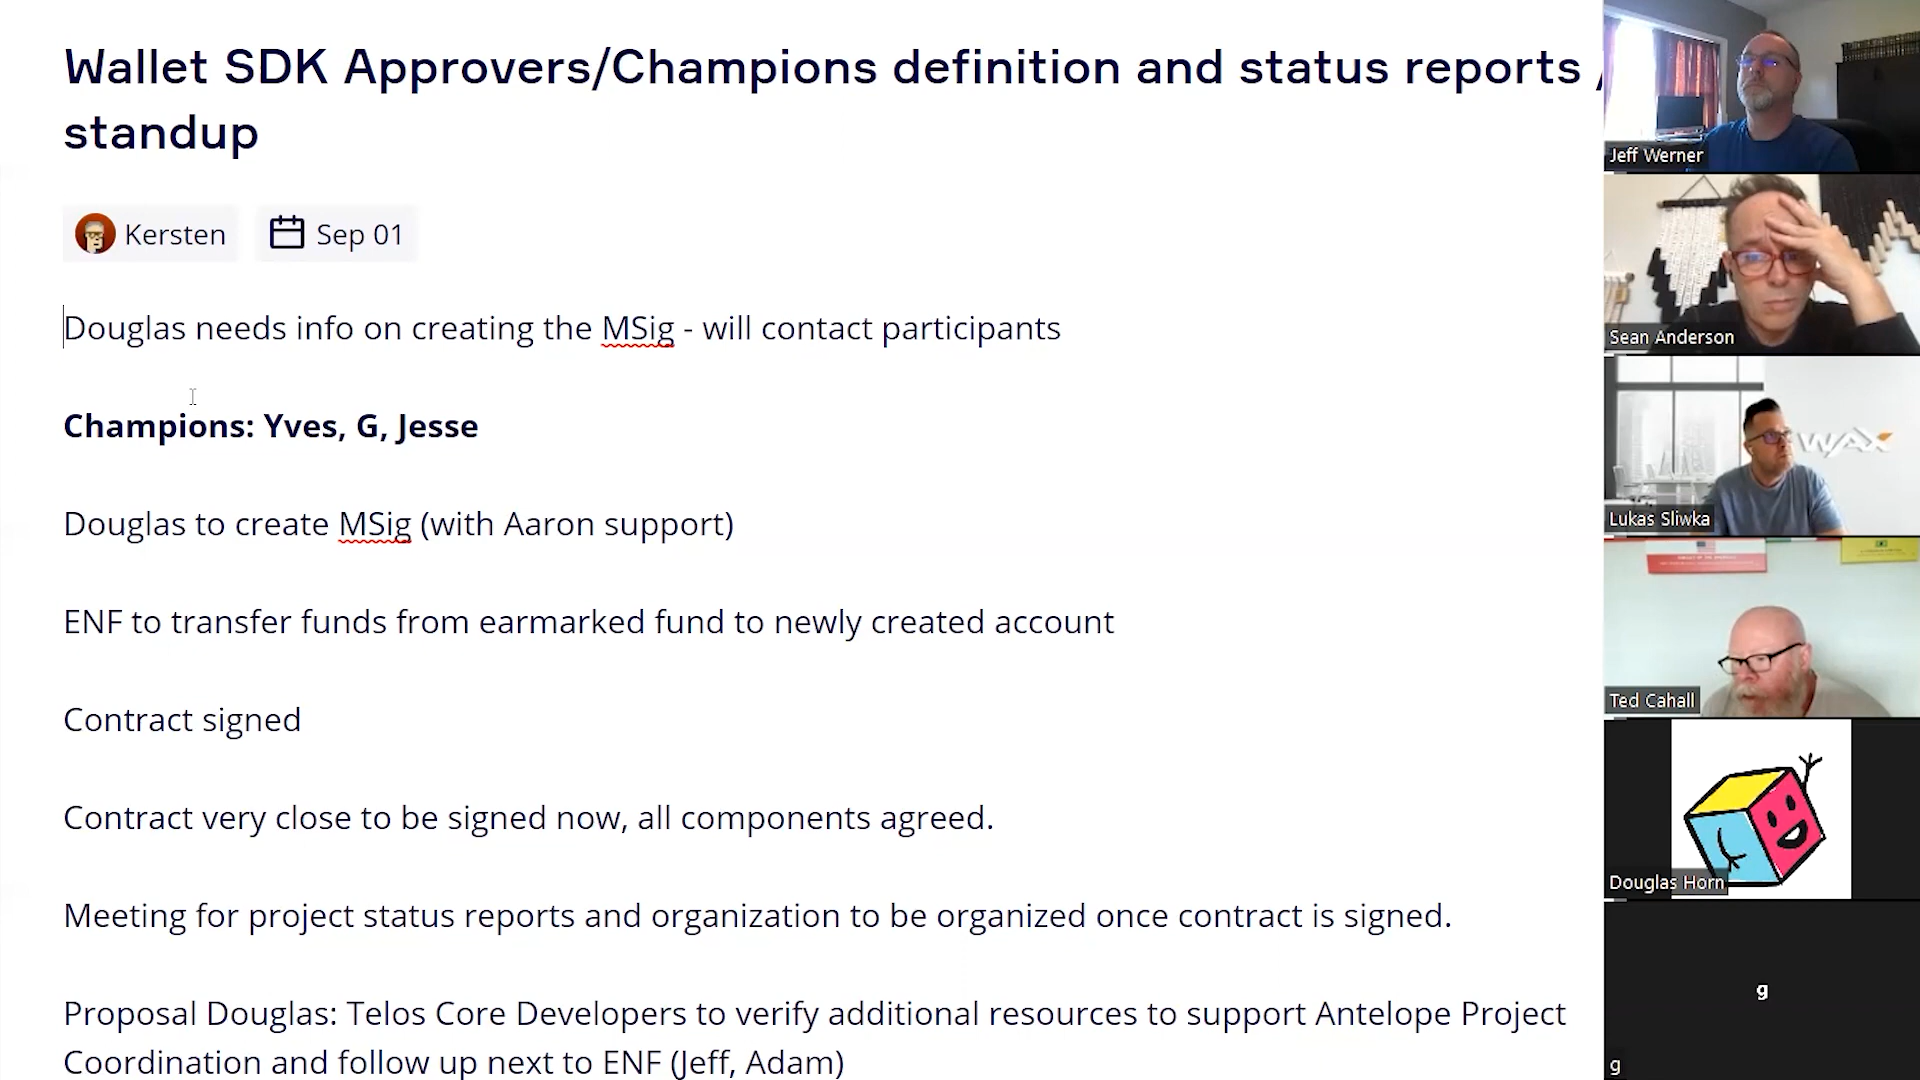 Wallet SDK Approvers/Champions definition and status reports /
standup
Kersten
Sep 01
Douglas needs info on creating the MSig - will contact participants
Champions: Yves, G, Jesse
Douglas to create MSig (with Aaron support)
ENF to transfer funds from earmarked fund to newly created account
Contract signed
Contract very close to be signed now, all components agreed.
Meeting for project status reports and organization to be organized once contract is signed.
Proposal Douglas: Telos Core Developers to verify additional resources to support Antelope Project
Coordination and follow up next to ENF (Jeff, Adam)
Jeff Werner
Sean Anderson
WAX
Lukas Sliwka
Ted Cahall
Douglas Horn
g
g